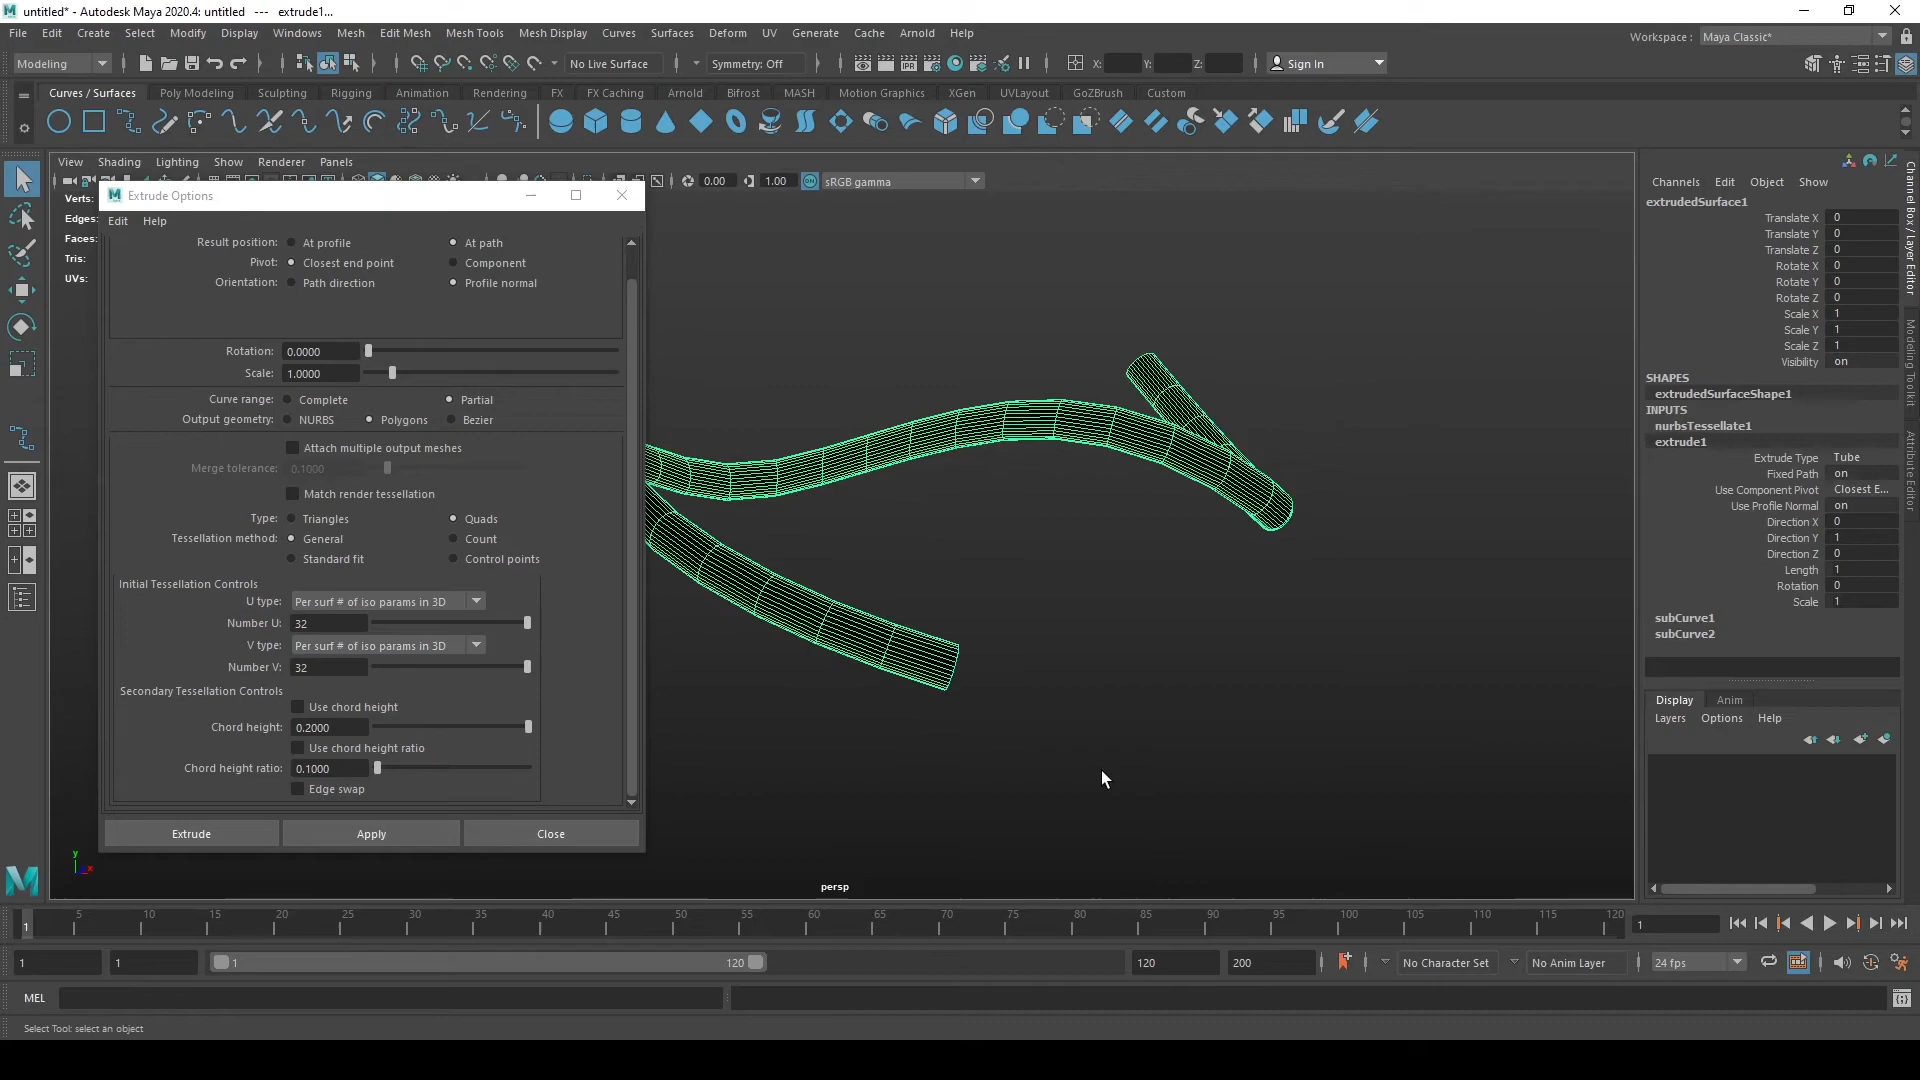 untitled* - Autodesk Maya 2020.4: untitled --- extrude1...
File Edit Create Select Modify Display Windows Mesh Edit Mesh Mesh Tools Mesh Display Curves Surfaces Deform UV Generate Cache Arnold Help
Workspace : Maya Classic*
Modeling No Live Surface Symmetry: Off IPR X: Y: Z: Sign In
Curves / Surfaces Poly Modeling Sculpting Rigging Animation Rendering FX FX Caching Arnold Bifrost MASH Motion Graphics XGen UVLayout GoZBrush Custom
View Shading Lighting Show Renderer Panels
0.00 1.00 ON sRGB gamma
Verts:
Edges:
Faces:
Tris:
UVs:
Extrude Options
Edit Help
Result position: At profile At path
Pivot: Closest end point Component
Orientation: Path direction Profile normal
Rotation: 0.0000
Scale: 1.0000
Curve range: Complete Partial
Output geometry: NURBS Polygons Bezier
Attach multiple output meshes
Merge tolerance: 0.1000
Match render tessellation
Type: Triangles Quads
Tessellation method: General Count
Standard fit Control points
Initial Tessellation Controls
U type: Per surf # of iso params in 3D
Number U: 32
V type: Per surf # of iso params in 3D
Number V: 32
Secondary Tessellation Controls
Use chord height
Chord height: 0.2000
Use chord height ratio
Chord height ratio: 0.1000
Edge swap
Extrude Apply Close
y
x
persp
Channels Edit Object Show
extrudedSurface1
Translate X 0
Translate Y 0
Translate Z 0
Rotate X 0
Rotate Y 0
Rotate Z 0
Scale X 1
Scale Y 1
Scale Z 1
Visibility on
SHAPES
extrudedSurfaceShape1
INPUTS
nurbsTessellate1
extrude1
Extrude Type Tube
Fixed Path on
Use Component Pivot Closest E...
Use Profile Normal on
Direction X 0
Direction Y 1
Direction Z 0
Length 1
Rotation 0
Scale 1
subCurve1
subCurve2
Display Anim
Layers Options Help
Channel Box / Layer Editor
Modeling Toolkit
Attribute Editor
1 5 10 15 20 25 30 35 40 45 50 55 60 65 70 75 80 85 90 95 100 105 110 115 120 1
1 1 1 120 120 200 No Character Set No Anim Layer 24 fps
MEL
Select Tool: select an object